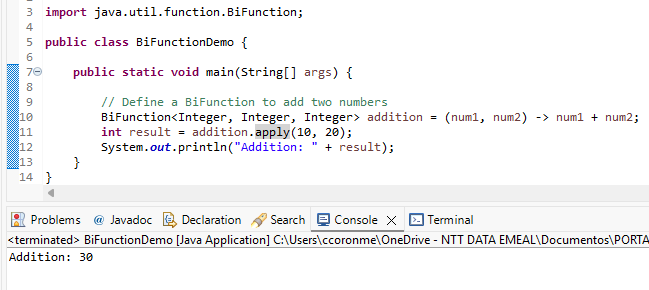 3 import java.util.function.BiFunction;
4
5 public class BiFunctionDemo {
6
7 public static void main(String[] args) {
8
9 // Define a BiFunction to add two numbers
10 BiFunction<Integer, Integer, Integer> addition = (num1, num2) -> num1 + num2;
11 int result = addition.apply(10, 20);
12 System.out.println("Addition: " + result);
13 }
14 }
Problems @ Javadoc Declaration Search Console Terminal
<terminated> BiFunctionDemo [Java Application] C:\Users\ccoronme\OneDrive - NTT DATA EMEAL\Documentos\PORTA
Addition: 30